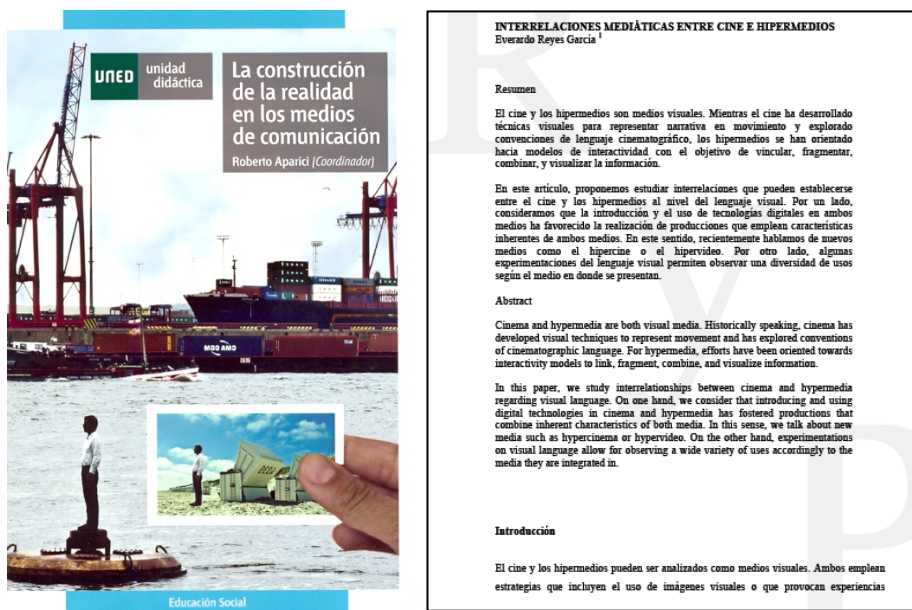 UNED
unidad
didáctica
La construcción
de la realidad
en los medios
de comunicación
Roberto Aparici (Coordinador)
CMA CGM
Educación Social
INTERRELACIONES MEDIÁTICAS ENTRE CINE E HIPERMEDIOS
Everardo Reyes García 1
Resumen
El cine y los hipermedios son medios visuales. Mientras el cine ha desarrollado
técnicas visuales para representar narrativa en movimiento y explorado
convenciones de lenguaje cinematográfico, los hipermedios se han orientado
hacia modelos de interactividad con el objetivo de vincular, fragmentar,
combinar, y visualizar la información.
En este artículo, proponemos estudiar interrelaciones que pueden establecerse
entre el cine y los hipermedios al nivel del lenguaje visual. Por un lado,
consideramos que la introducción y el uso de tecnologías digitales en ambos
medios ha favorecido la realización de producciones que emplean características
inherentes de ambos medios. En este sentido, recientemente hablamos de nuevos
medios como el hipercine o el hipervideo. Por otro lado, algunas
experimentaciones del lenguaje visual permiten observar una diversidad de usos
según el medio en donde se presentan.
Abstract
Cinema and hypermedia are both visual media. Historically speaking, cinema has
developed visual techniques to represent movement and has explored conventions
of cinematographic language. For hypermedia, efforts have been oriented towards
interactivity models to link, fragment, combine, and visualize information.
In this paper, we study interrelationships between cinema and hypermedia
regarding visual language. On one hand, we consider that introducing and using
digital technologies in cinema and hypermedia has fostered productions that
combine inherent characteristics of both media. In this sense, we talk about new
media such as hypercinema or hypervideo. On the other hand, experimentations
on visual language allow for observing a wide variety of uses accordingly to the
media they are integrated in.
Introducción
El cine y los hipermedios pueden ser analizados como medios visuales. Ambos emplean
estrategias que incluyen el uso de imágenes visuales o que provocan experiencias